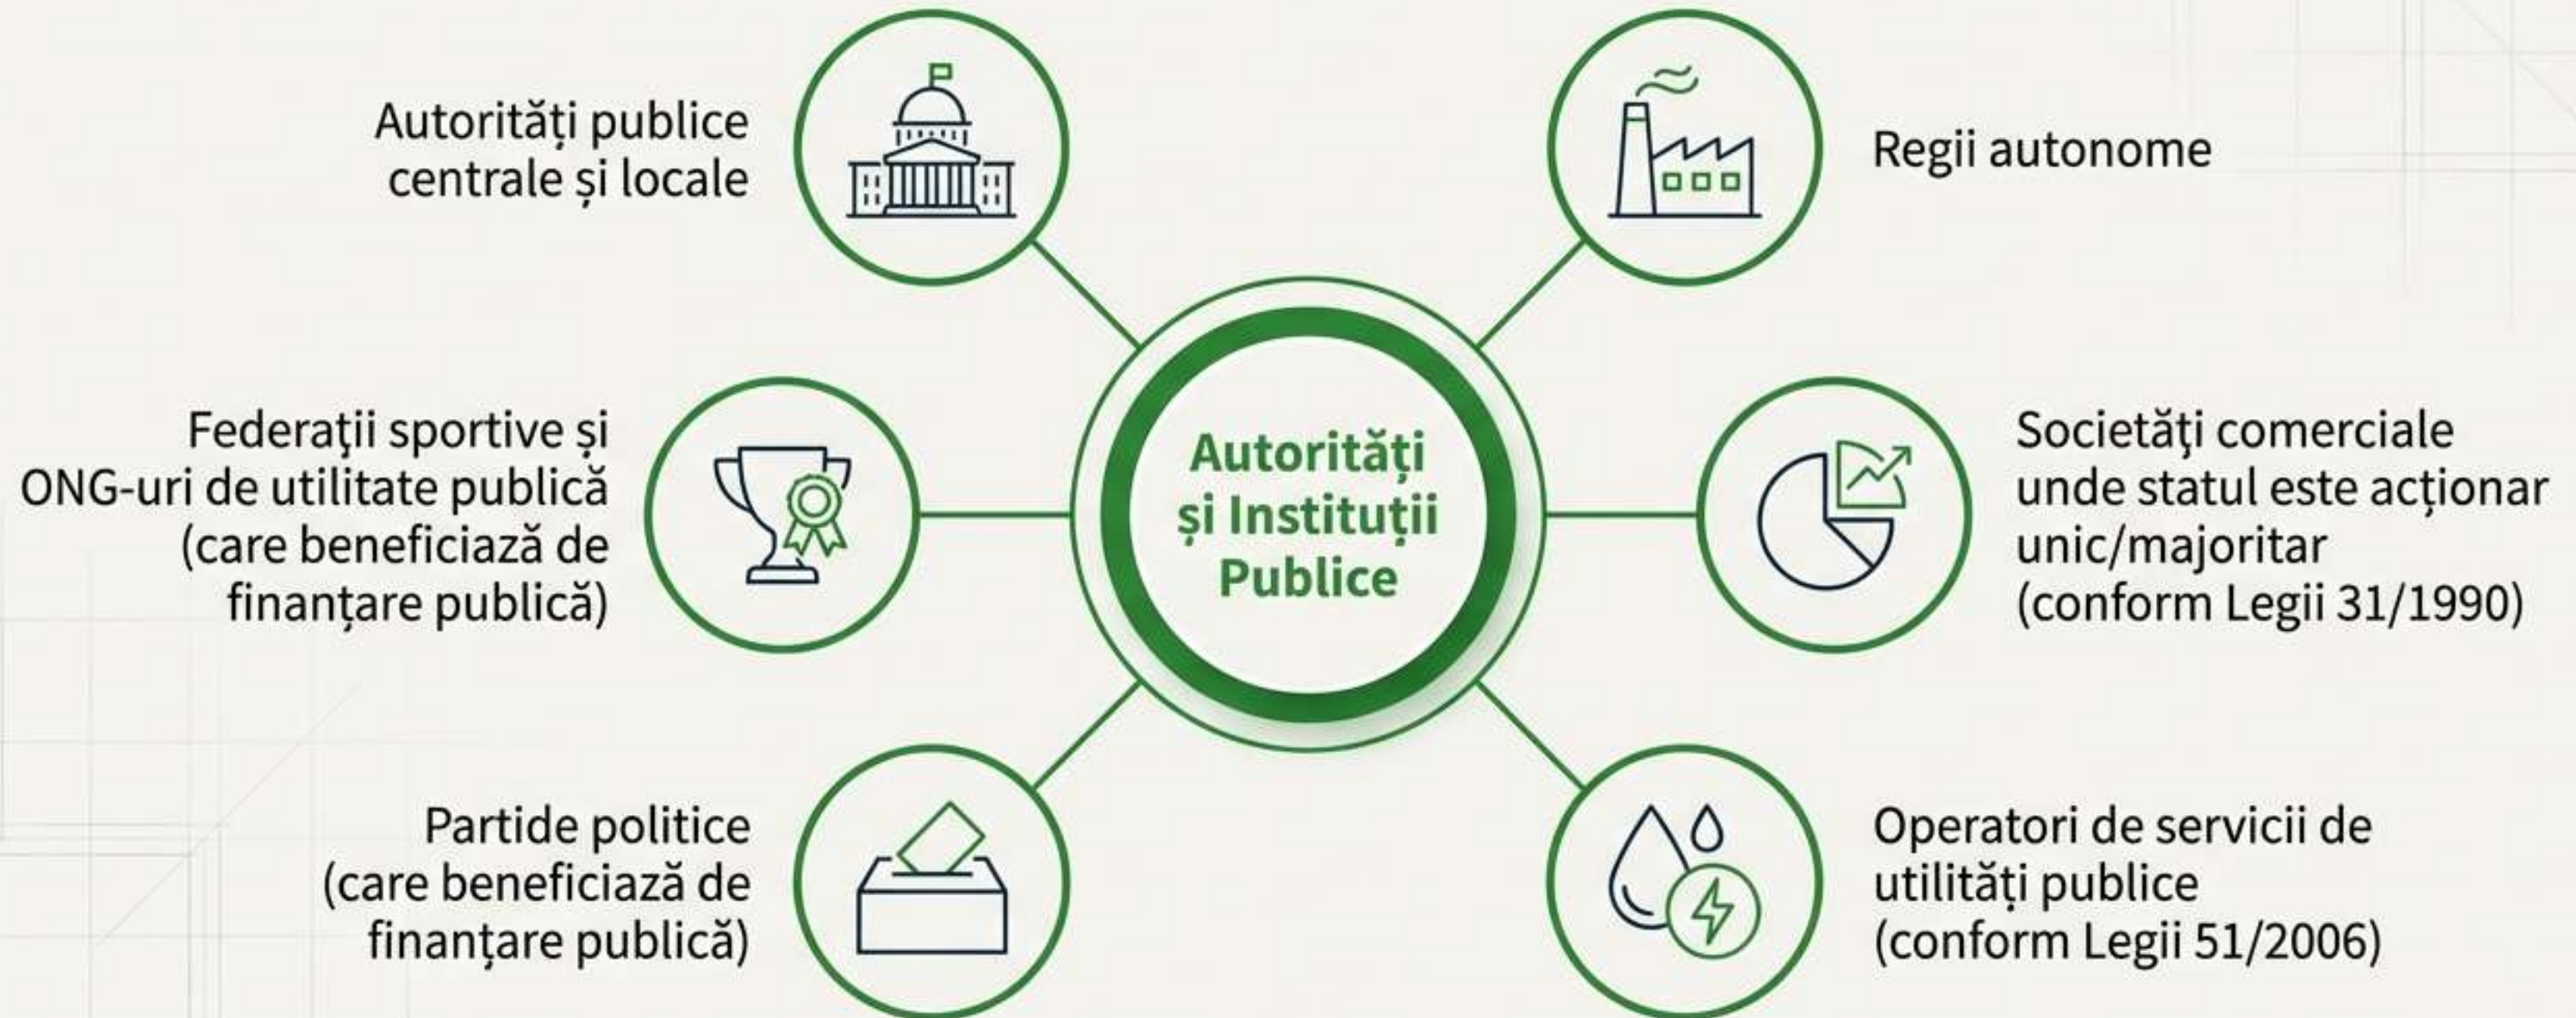 Autorități publice
centrale și locale
Regii autonome
Federații sportive și
ONG-uri de utilitate publică
(care beneficiază de
finanțare publică)
Autorități
și Instituții
Publice
Societăți comerciale
unde statul este acționar
unic/majoritar
(conform Legii 31/1990)
Partide politice
(care beneficiază de
finanțare publică)
Operatori de servicii de
utilități publice
(conform Legii 51/2006)